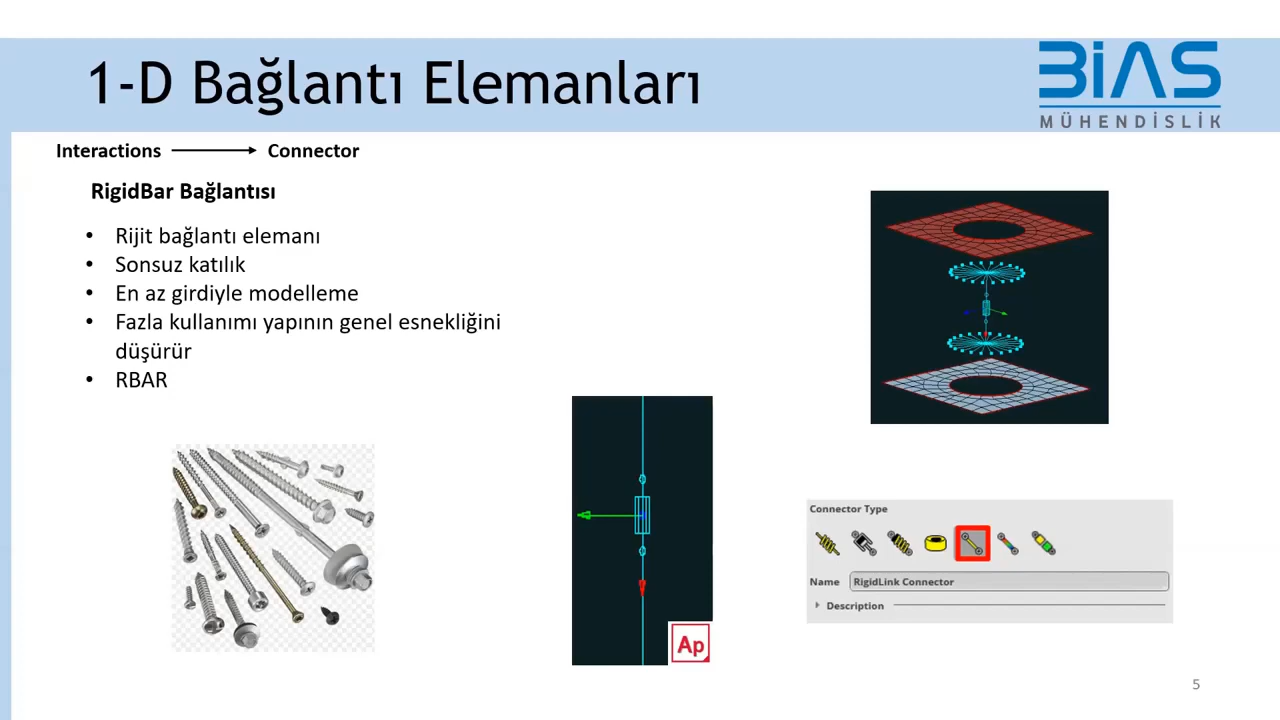 1-D Bağlantı Elemanları
BiAS
MÜHENDİSLİK
Interactions Connector
RigidBar Bağlantısı
• Rijit bağlantı elemanı
• Sonsuz katılık
• En az girdiyle modelleme
• Fazla kullanımı yapının genel esnekliğini
düşürür
• RBAR
Ap
Connector Type
Name RigidLink Connector
Description
5